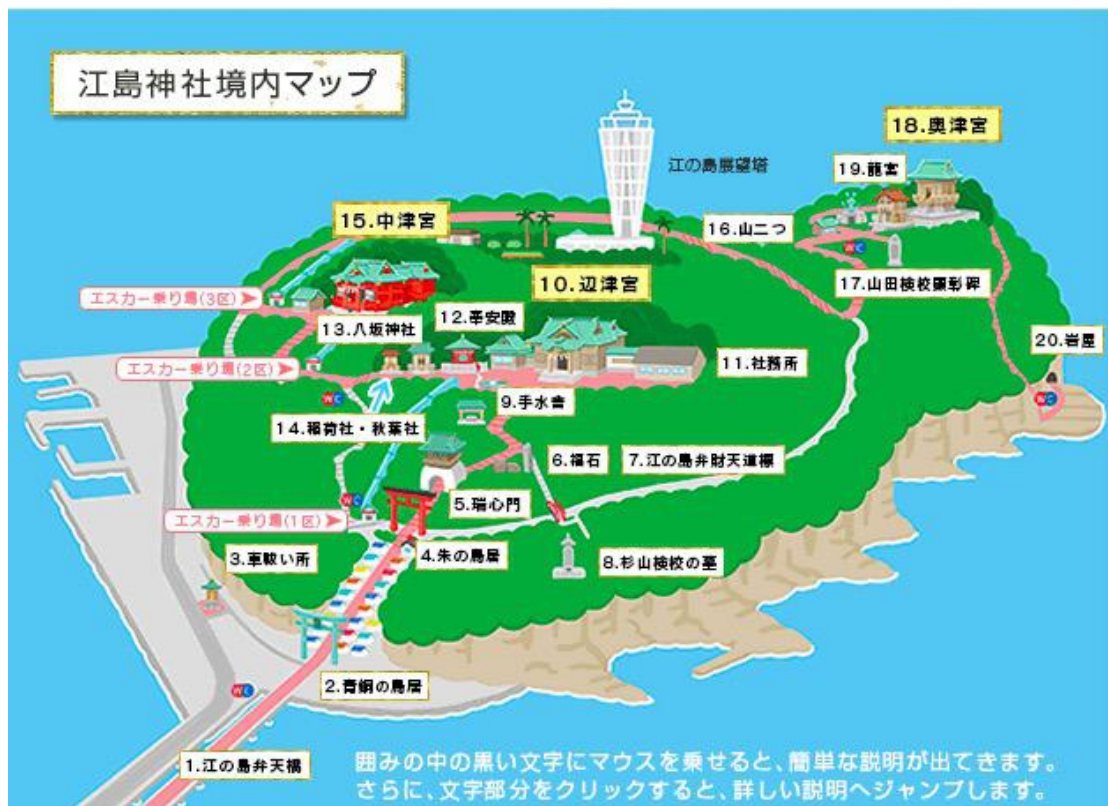 江島神社境内マップ
18.奥津宮
江の島展望塔
19.龍宮
15.中津宮
16.山二つ
10.辺津宮
17.山田検校顕彰碑
エスカー乗り場(3区)
13.八坂神社
12.奉安殿
20.岩屋
11.社務所
エスカー乗り場(2区)
WC
WC
WC
9.手水舎
14.稲荷社・秋葉社
6.福石
7.江の島弁財天道標
WC
5.瑞心門
エスカー乗り場(1区)
3.車祓い所
4.朱の鳥居
8.杉山検校の墓
2.青銅の鳥居
WC
1.江の島弁天橋
囲みの中の黒い文字にマウスを乗せると、簡単な説明が出てきます。
さらに、文字部分をクリックすると、詳しい説明へジャンプします。